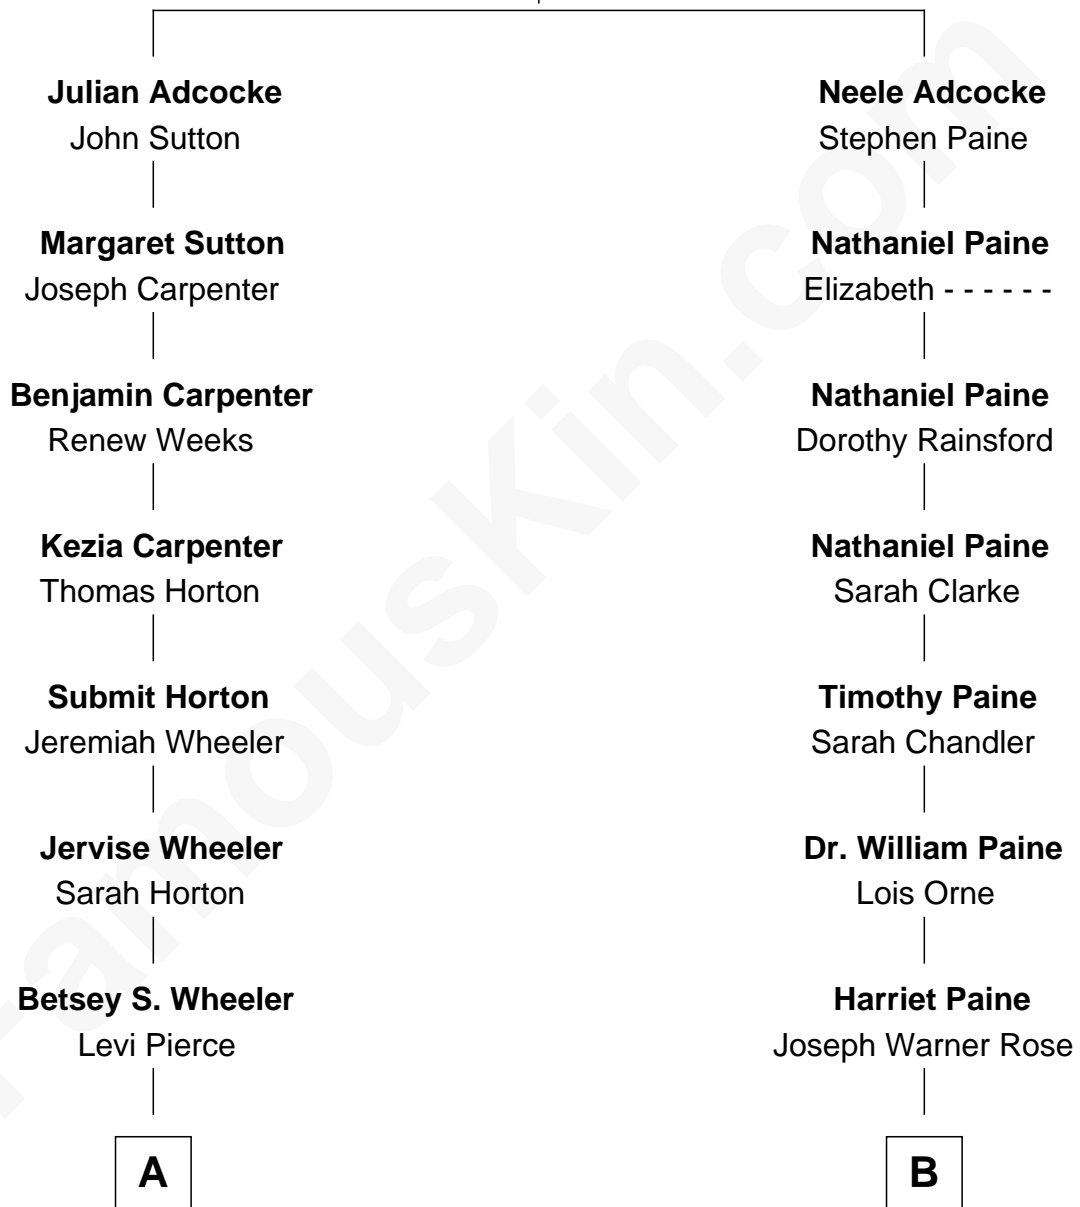 Julian Adcocke
John Sutton
Margaret Sutton
Joseph Carpenter
Benjamin Carpenter
Renew Weeks
Kezia Carpenter
Thomas Horton
Submit Horton
Jeremiah Wheeler
Jervise Wheeler
Sarah Horton
Betsey S. Wheeler
Levi Pierce
A
Neele Adcocke
Stephen Paine
Nathaniel Paine
Elizabeth - - - - - -
Nathaniel Paine
Dorothy Rainsford
Nathaniel Paine
Sarah Clarke
Timothy Paine
Sarah Chandler
Dr. William Paine
Lois Orne
Harriet Paine
Joseph Warner Rose
B
FamousKin.com